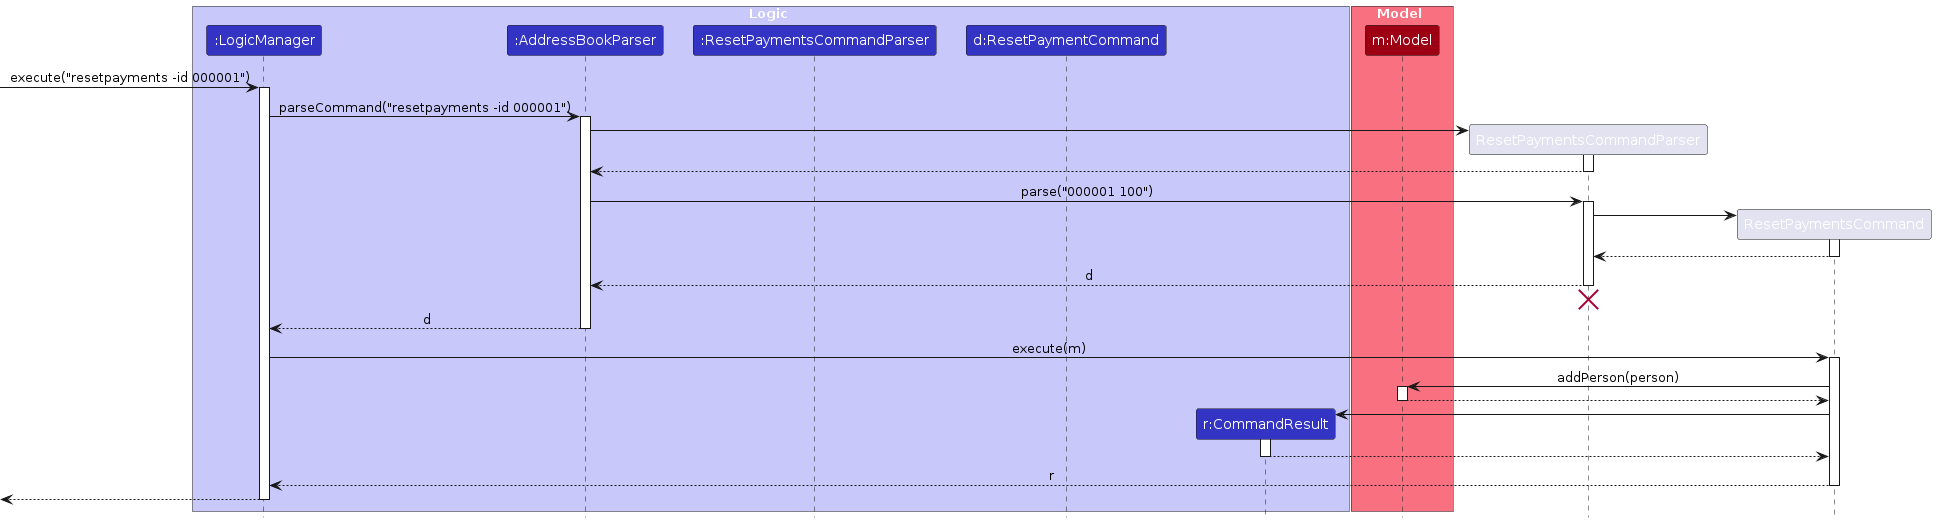 Logic
Model
:LogicManager
:AddressBookParser
:ResetPaymentsCommandParser
d:ResetPaymentCommand
m:Model
execute("resetpayments -id 000001")
parseCommand("resetpayments -id 000001")
ResetPaymentsCommandParser
parse("000001 100")
ResetPaymentsCommand
d
d
execute(m)
addPerson(person)
r:CommandResult
r